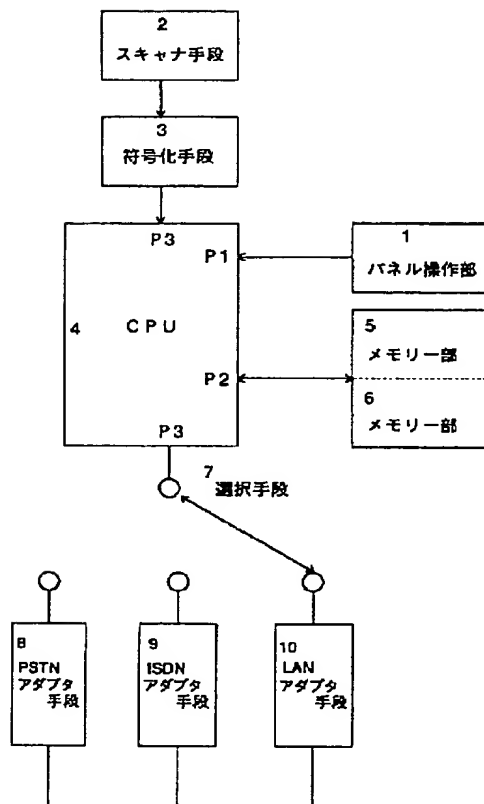 2
スキャナ手段
3
符号化手段
P3
P1
1
パネル操作部
4
CPU
5
メモリー部
P2
6
メモリー部
P3
7
選択手段
8
PSTN
アダプタ
手段
9
ISDN
アダプタ
手段
10
LAN
アダプタ
手段